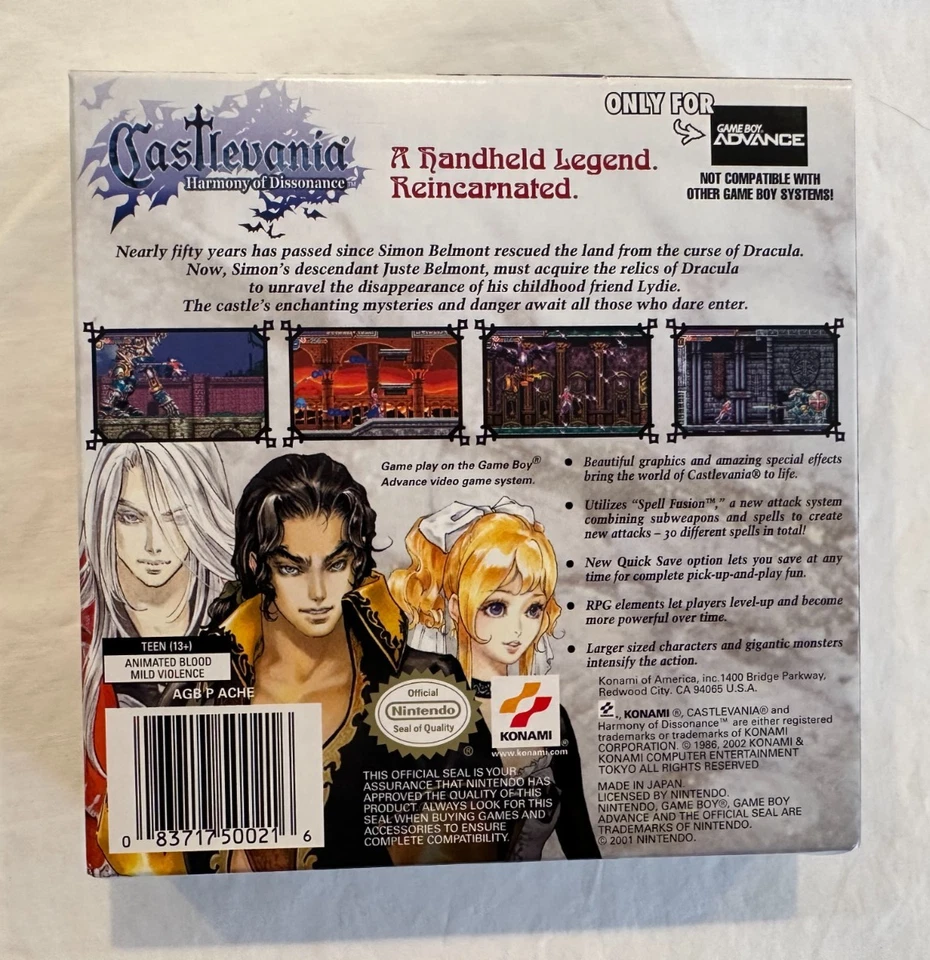 Castlevania®
Harmony of Dissonance™
A Handheld Legend.
Reincarnated.
ONLY FOR
GAME BOY
ADVANCE
NOT COMPATIBLE WITH
OTHER GAME BOY SYSTEMS!
Nearly fifty years has passed since Simon Belmont rescued the land from the curse of Dracula.
Now, Simon's descendant Juste Belmont, must acquire the relics of Dracula
to unravel the disappearance of his childhood friend Lydie.
The castle's enchanting mysteries and danger await all those who dare enter.
Game play on the Game Boy®
Advance video game system.
• Beautiful graphics and amazing special effects
bring the world of Castlevania® to life.
• Utilizes "Spell Fusion™," a new attack system
combining subweapons and spells to create
new attacks – 30 different spells in total!
• New Quick Save option lets you save at any
time for complete pick-up-and-play fun.
• RPG elements let players level-up and become
more powerful over time.
• Larger sized characters and gigantic monsters
intensify the action.
TEEN (13+)
ANIMATED BLOOD
MILD VIOLENCE
AGB P ACHE
0 83717 50021 6
Official
Nintendo
Seal of Quality
®
KONAMI
®
www.konami.com
THIS OFFICIAL SEAL IS YOUR
ASSURANCE THAT NINTENDO HAS
APPROVED THE QUALITY OF THIS
PRODUCT. ALWAYS LOOK FOR THIS
SEAL WHEN BUYING GAMES AND
ACCESSORIES TO ENSURE
COMPLETE COMPATIBILITY.
Konami of America, inc.1400 Bridge Parkway,
Redwood City. CA 94065 U.S.A.
., KONAMI ®, CASTLEVANIA® and
Harmony of Dissonance™ are either registered
trademarks or trademarks of KONAMI
CORPORATION. © 1986, 2002 KONAMI &
KONAMI COMPUTER ENTERTAINMENT
TOKYO ALL RIGHTS RESERVED
MADE IN JAPAN.
LICENSED BY NINTENDO.
NINTENDO, GAME BOY®, GAME BOY
ADVANCE AND THE OFFICIAL SEAL ARE
TRADEMARKS OF NINTENDO.
© 2001 NINTENDO.